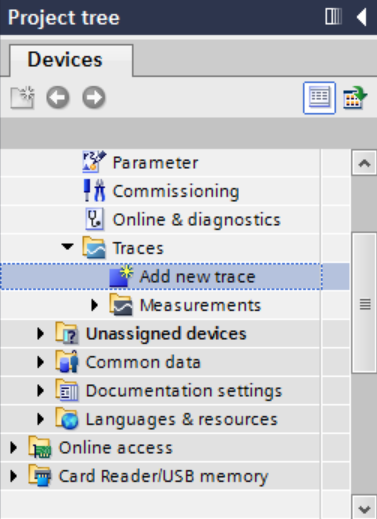 Project tree
Devices
Parameter
Commissioning
Online & diagnostics
Traces
Add new trace
Measurements
Unassigned devices
Common data
Documentation settings
Languages & resources
Online access
Card Reader/USB memory